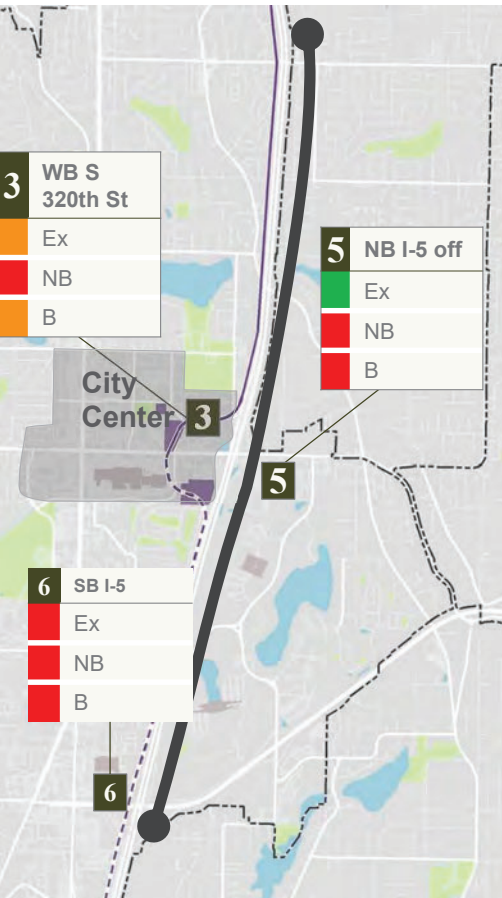 3
WB S
320th St
Ex
NB
B
5
NB I-5 off
Ex
NB
B
City
Center
3
5
6
SB I-5
Ex
NB
B
6